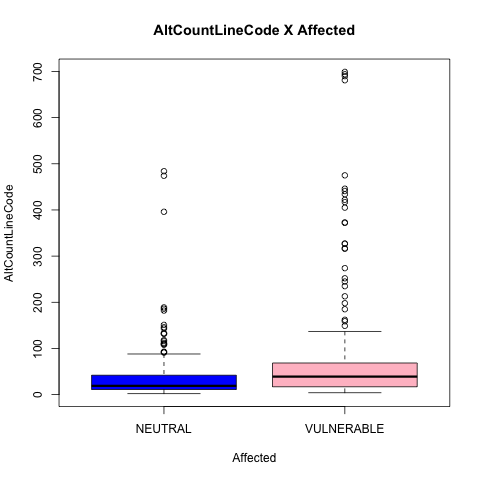 AltCountLineCode X Affected
700
600
500
400
300
200
100
0
AltCountLineCode
NEUTRAL
VULNERABLE
Affected